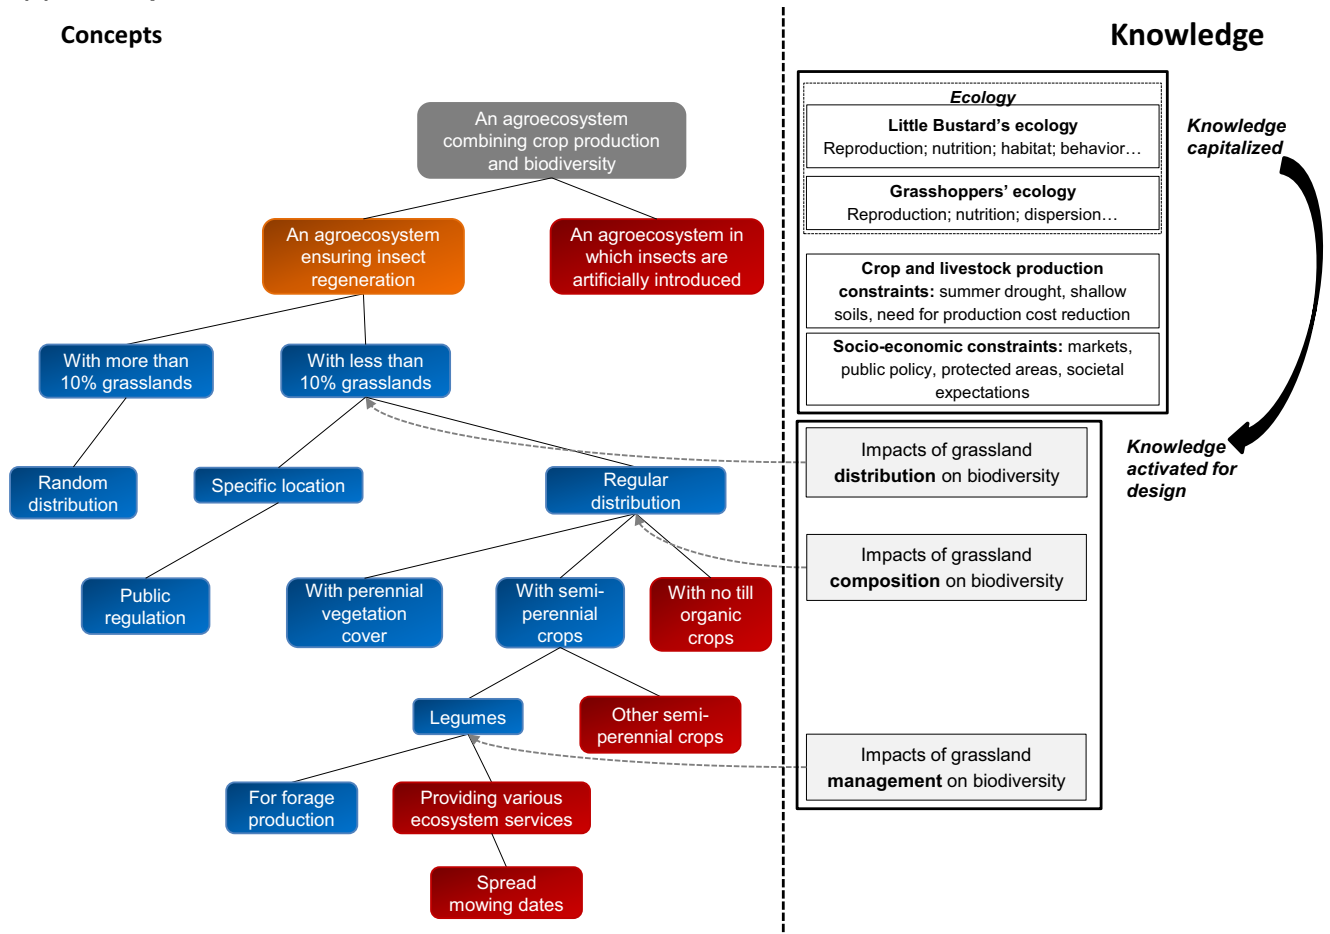 Concepts
Knowledge
An agroecosystem
combining crop production
and biodiversity
An agroecosystem
ensuring insect
regeneration
An agroecosystem in
which insects are
artificially introduced
With more than
10% grasslands
With less than
10% grasslands
Random
distribution
Specific location
Regular
distribution
Public
regulation
With perennial
vegetation
cover
With semi-
perennial
crops
With no till
organic
crops
Legumes
Other semi-
perennial crops
For forage
production
Providing various
ecosystem services
Spread
mowing dates
Ecology
Little Bustard's ecology
Reproduction; nutrition; habitat; behavior…
Grasshoppers' ecology
Reproduction; nutrition; dispersion…
Crop and livestock production
constraints: summer drought, shallow
soils, need for production cost reduction
Socio-economic constraints: markets,
public policy, protected areas, societal
expectations
Knowledge
capitalized
Impacts of grassland
distribution on biodiversity
Knowledge
activated for
design
Impacts of grassland
composition on biodiversity
Impacts of grassland
management on biodiversity